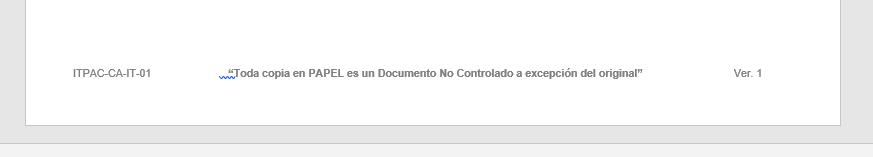 ITPAC-CA-IT-01 “Toda copia en PAPEL es un Documento No Controlado a excepción del original” Ver. 1